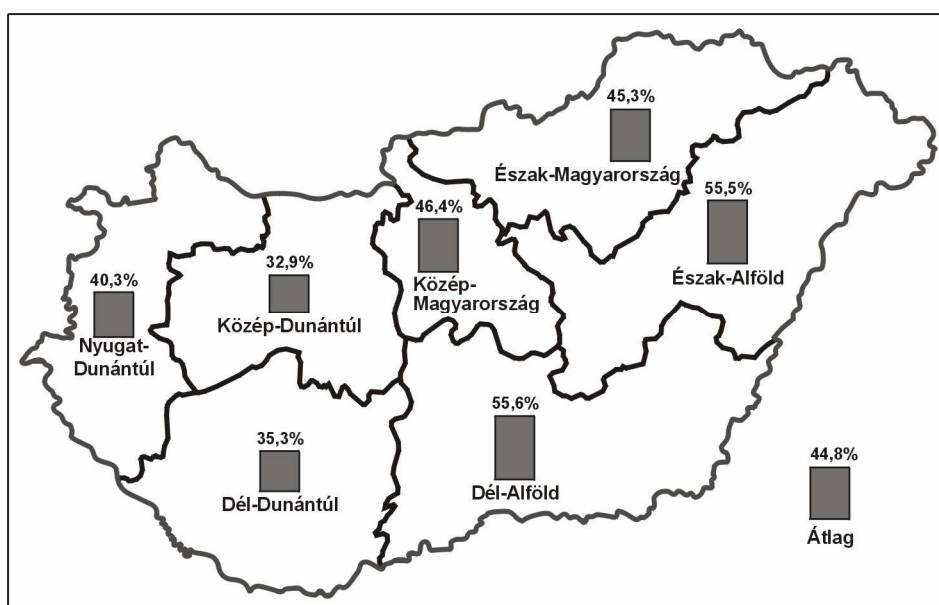 45,3%
Észak-Magyarország
55,5%
Észak-Alföld
46,4%
Közép-
Magyarország
32,9%
Közép-Dunántúl
40,3%
Nyugat-
Dunántúl
55,6%
Dél-Alföld
35,3%
Dél-Dunántúl
44,8%
Átlag